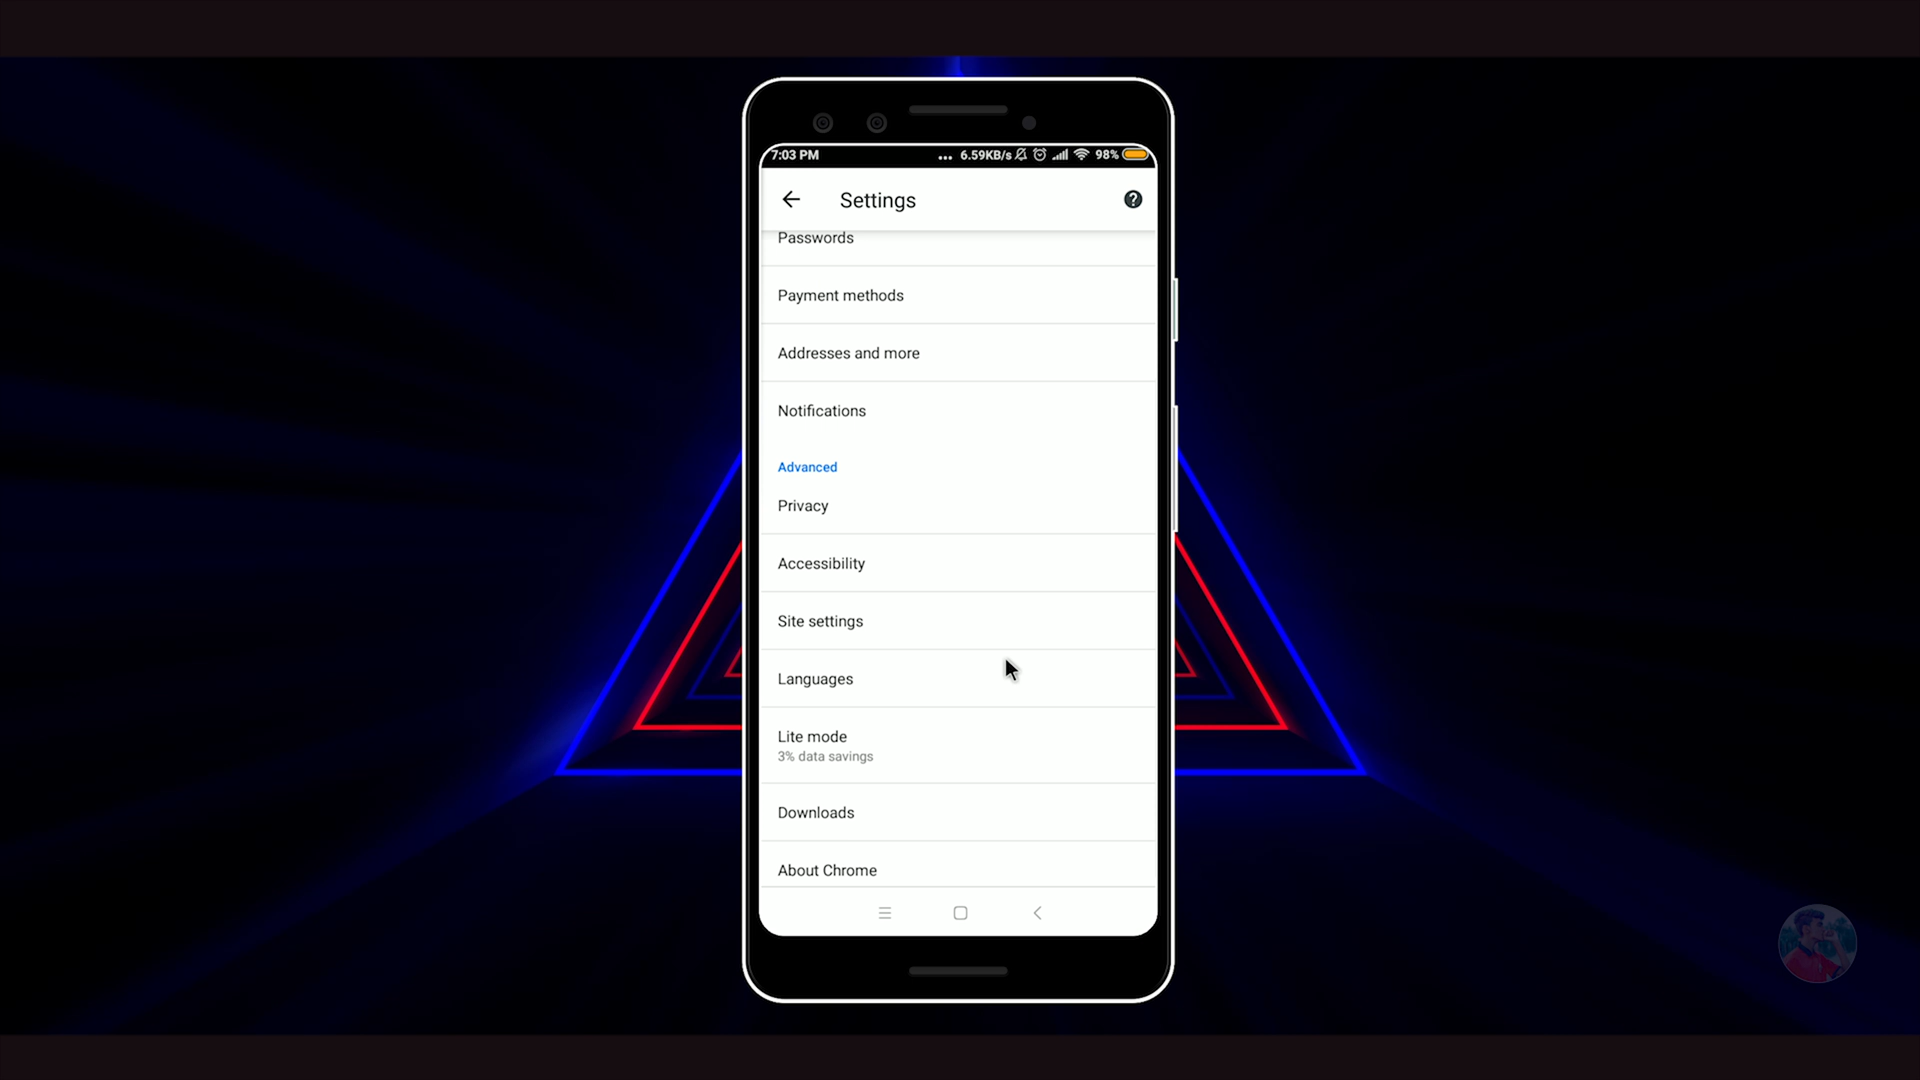 7:03 PM ... 6.59KB/s 98%
Settings
Passwords
Payment methods
Addresses and more
Notifications
Advanced
Privacy
Accessibility
Site settings
Languages
Lite mode
3% data savings
Downloads
About Chrome